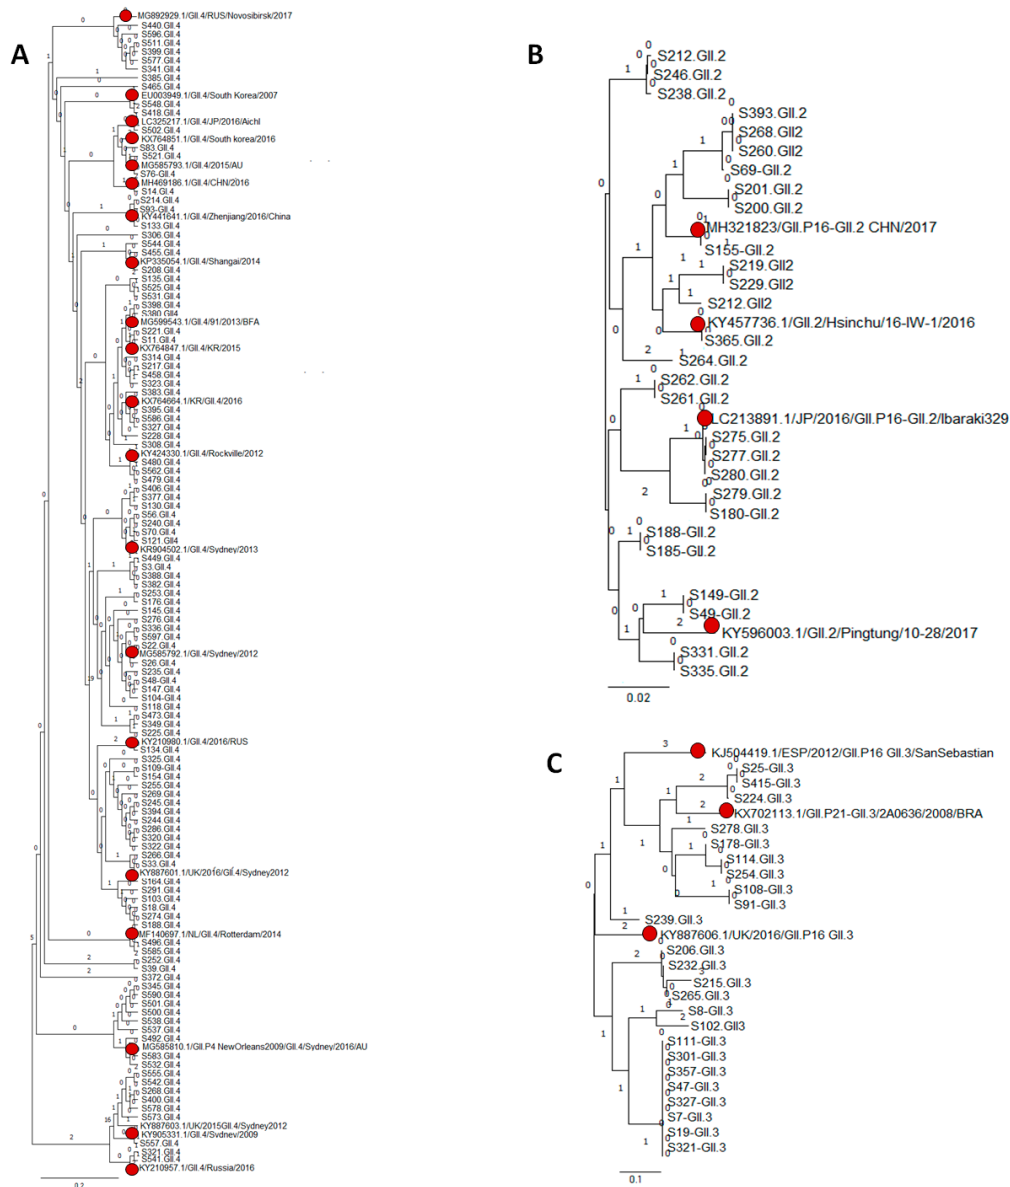 A
MG892929.1/GII.4/RUS/Novosibirsk/2017
S440.GII.4
S596.GII.4
S511.GII.4
S399.GII.4
S577.GII.4
S341.GII.4
S385.GII.4
S465.GII.4
EU003949.1/GII.4/South Korea/2007
S548.GII.4
S418.GII.4
LC325217.1/GII.4/JP/2016/AichI
S502.GII.4
KX764851.1/GII.4/South korea/2016
S83.GII.4
S521.GII.4
MG585793.1/GII.4/2015/AU
S76-GII.4
MH469186.1/GII.4/CHN/2016
S14.GI.4
S214.GII.4
S93-GII.4
KY441641.1/GII.4/Zhenjiang/2016/China
S133.GII.4
S306.GII.4
S544.GII.4
S455.GII.4
KP335054.1/GII.4/Shangai/2014
S208.GII.4
S135.GII.4
S525.GII.4
S531.GII.4
S398.GII.4
S380.GII4
MG599543.1/GII.4/91/2013/BFA
S221.GII.4
S11.GII.4
KX764847.1/GII.4/KR/2015
S314.GII.4
S217.GII.4
S458.GII.4
S323.GII.4
S383.GII.4
KX764664.1/KR/GII.4/2016
S395.GII.4
S586.GII.4
S327.GII.4
S228.GII.4
S308.GII.4
KY424330.1/GII.4/Rockville/2012
S480.GII.4
S562.GII.4
S479.GII.4
S406.GII.4
S377.GII.4
S130.GII.4
S56.GII.4
S240.GII.4
S70.GII.4
S121.GII4
KR904502.1/GII.4/Sydney/2013
S449.GII.4
S3.GII.4
S388.GII.4
S382.GII.4
S253.GII.4
S176.GII.4
S145.GII.4
S276.GII.4
S336.GII.4
S597.GII.4
S22.GII.4
MG585792.1/GII.4/Sydney/2012
S26.GII.4
S235.GII.4
S48-GII.4
S147.GII.4
S104-GII.4
S118.GII.4
S473.GII.4
S349.GII.4
S225.GII.4
KY210980.1/GII.4/2016/RUS
S134.GII.4
S325.GII.4
S109-GII.4
S154.GII.4
S255.GII.4
S269.GII.4
S245.GII.4
S394.GII.4
S244.GII.4
S286.GII.4
S320.GII.4
S322.GII.4
S266.GII.4
S33.GII.4
KY887601.1/UK/2016/GII.4/Sydney2012
S164.GII.4
S291.GII.4
S103.GII.4
S18.GII.4
S274.GII.4
S188.GII.4
MF140697.1/NL/GII.4/Rotterdam/2014
S496.GII.4
S585.GII.4
S252.GII.4
S39.GII.4
S372.GII.4
S345.GII.4
S590.GII.4
S501.GII.4
S500.GII.4
S538.GII.4
S537.GII.4
S492.GII.4
MG585810.1/GII.P4 NewOrleans2009/GII.4/Sydney/2016/AU
S583.GII.4
S532.GII.4
S555.GII.4
S542.GII.4
S268.GII.4
S400.GII.4
S578.GII.4
S573.GII.4
KY887603.1/UK/2015GII.4/Sydney2012
KY905331.1/GII.4/Sydney/2009
S557.GII.4
S321.GII.4
S541.GII.4
KY210957.1/GII.4/Russia/2016
0.2
B
S212.GII.2
S246.GII.2
S238.GII.2
S393.GII.2
S268.GII2
S260.GII2
S69-GII.2
S201.GII.2
S200.GII.2
MH321823/GII.P16-GII.2 CHN/2017
S155-GII.2
S219.GII2
S229.GII.2
S212.GII2
KY457736.1/GII.2/Hsinchu/16-IW-1/2016
S365.GII.2
S264.GII.2
S262.GII.2
S261.GII.2
LC213891.1/JP/2016/GII.P16-GII.2/Ibaraki329
S275.GII.2
S277.GII.2
S280.GII.2
S279.GII.2
S180-GII.2
S188-GII.2
S185-GII.2
S149-GII.2
S49-GII.2
KY596003.1/GII.2/Pingtung/10-28/2017
S331.GII.2
S335.GII.2
0.02
C
KJ504419.1/ESP/2012/GII.P16 GII.3/SanSebastian
S25-GII.3
S415-GII.3
S224.GII.3
KX702113.1/GII.P21-GII.3/2A0636/2008/BRA
S278.GII.3
S178-GII.3
S114.GII.3
S254.GII.3
S108-GII.3
S91-GII.3
S239.GII.3
KY887606.1/UK/2016/GII.P16 GII.3
S206.GII.3
S232.GII.3
S215.GII.3
S265.GII.3
S8-GII.3
S102.GII3
S111-GII.3
S301-GII.3
S357-GII.3
S47-GII.3
S327-GII.3
S7-GII.3
S19-GII.3
S321-GII.3
0.1